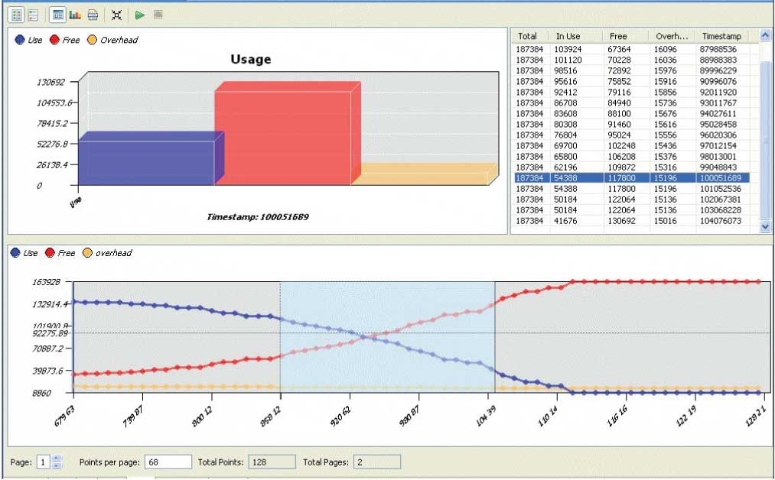 Use Free Overhead
Usage
130692
104553.6
78415.2
52276.8
26138.4
0
Use
Timestamp: 100051689
Total In Use Free Overh... Timestamp
187384 103924 67364 16096 87988536
187384 101120 70228 16036 88988383
187384 98516 72892 15976 89996229
187384 95616 75852 15916 90996076
187384 92412 79116 15856 92011920
187384 86708 84940 15736 93011767
187384 83608 88100 15676 94027611
187384 80308 91460 15616 95028458
187384 76804 95024 15556 96020306
187384 69700 102248 15436 97012154
187384 65800 106208 15376 98013001
187384 62196 109872 15316 99048843
187384 54388 117800 15196 100051689
187384 54388 117800 15196 101052536
187384 50184 122064 15136 102067381
187384 50184 122064 15136 103068228
187384 41676 130692 15016 104076073
Use Free overhead
163928
132914.4
101900.8
92275.89
70887.2
39873.6
8860
679 63
739 87
800 12
868 12
920 62
980 87
104 39
110 14
116 16
122 19
128 2 1
Page: 1 Points per page: 68 Total Points: 128 Total Pages: 2